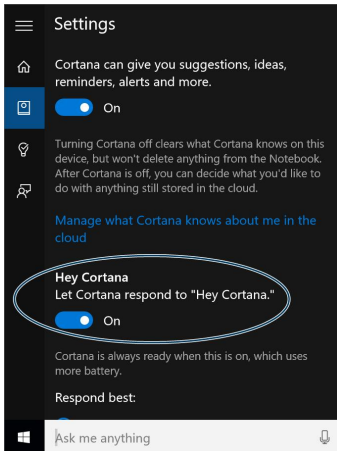 Settings
Cortana can give you suggestions, ideas,
reminders, alerts and more.
On
Turning Cortana off clears what Cortana knows on this
device, but won't delete anything from the Notebook.
After Cortana is off, you can decide what you'd like to
do with anything still stored in the cloud.
Manage what Cortana knows about me in the
cloud
Hey Cortana
Let Cortana respond to "Hey Cortana."
On
Cortana is always ready when this is on, which uses
more battery.
Respond best:
Ask me anything